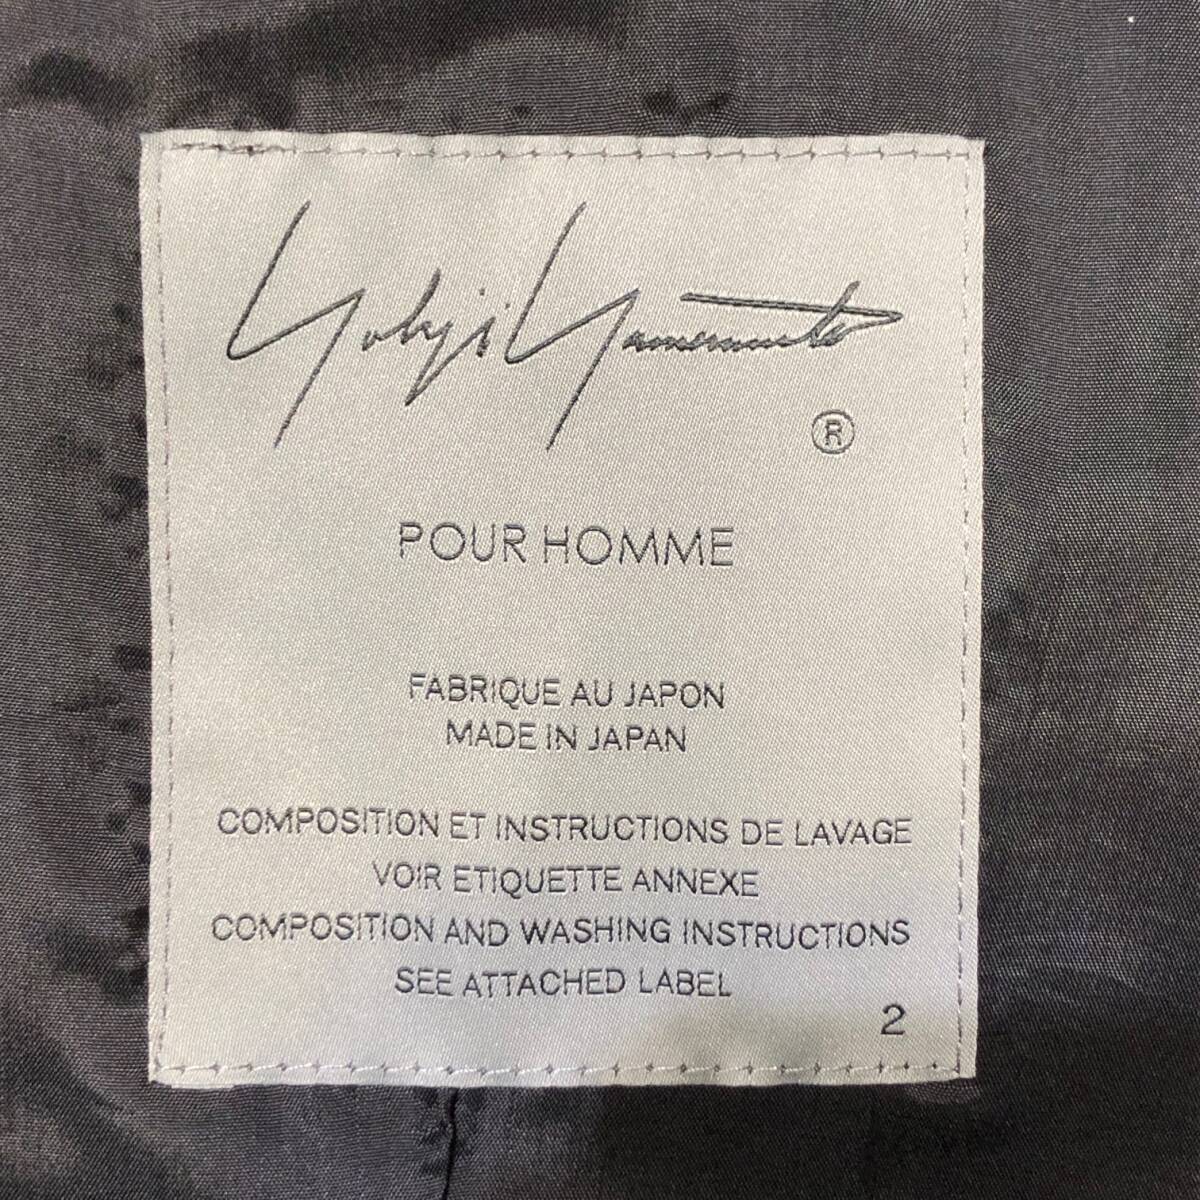 Yohji Yamamoto
®
POUR HOMME
FABRIQUE AU JAPON
MADE IN JAPAN
COMPOSITION ET INSTRUCTIONS DE LAVAGE
VOIR ETIQUETTE ANNEXE
COMPOSITION AND WASHING INSTRUCTIONS
SEE ATTACHED LABEL
2